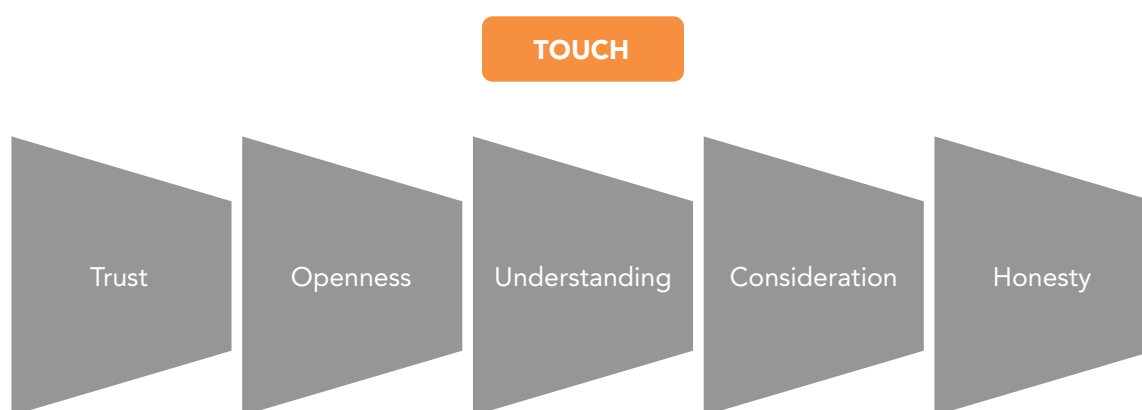 TOUCH
Trust
Openness
Understanding
Consideration
Honesty